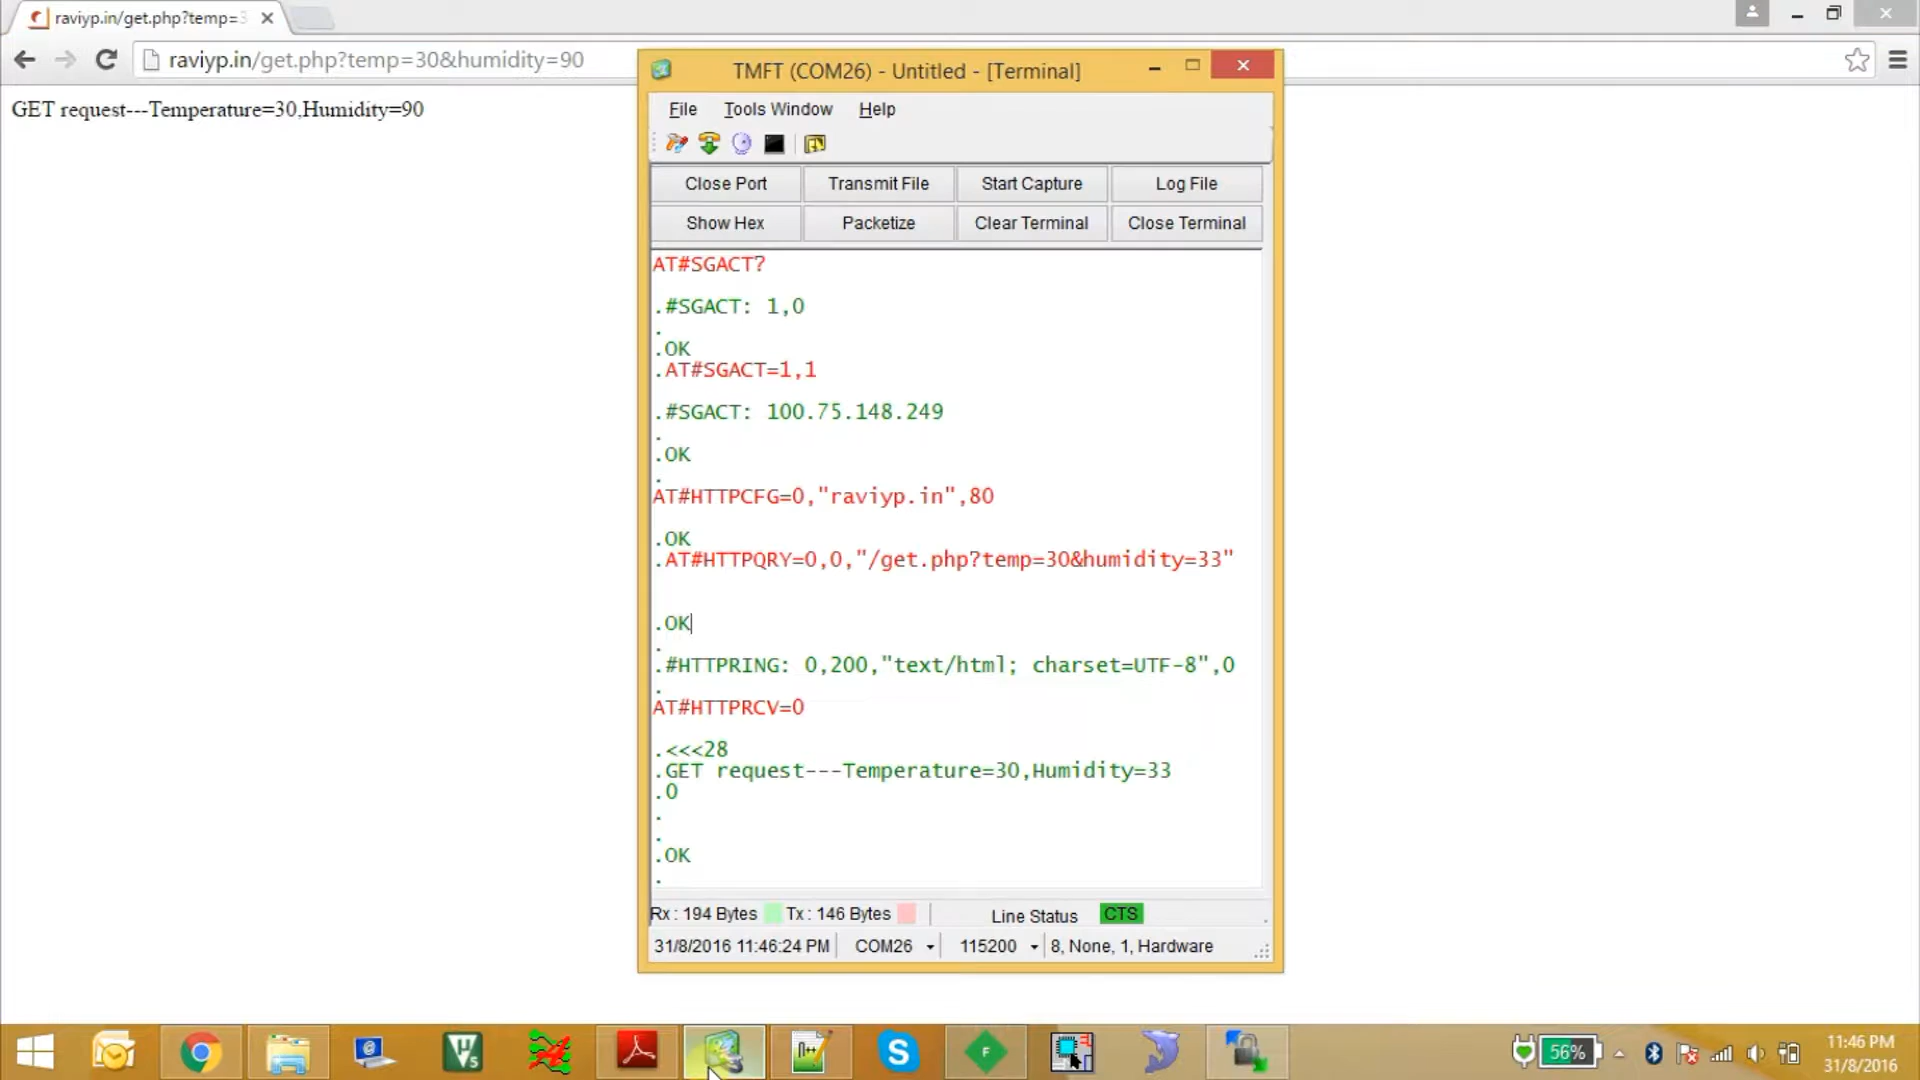 raviyp.in/get.php?temp=3
raviyp.in/get.php?temp=30&humidity=90
GET request---Temperature=30,Humidity=90
TMFT (COM26) - Untitled - [Terminal]
File Tools Window Help
Close Port Transmit File Start Capture Log File
Show Hex Packetize Clear Terminal Close Terminal
AT#SGACT?
.#SGACT: 1,0
.
.OK
.AT#SGACT=1,1
.#SGACT: 100.75.148.249
.
.OK
.
AT#HTTPCFG=0,"raviyp.in",80
.OK
.AT#HTTPQRY=0,0,"/get.php?temp=30&humidity=33"
.OK
.
.#HTTPRING: 0,200,"text/html; charset=UTF-8",0
.
AT#HTTPRCV=0
.<<<28
.GET request---Temperature=30,Humidity=33
.0
.
.
.OK
.
Rx : 194 Bytes Tx : 146 Bytes Line Status CTS
31/8/2016 11:46:24 PM COM26 115200 8, None, 1, Hardware
56%
11:46 PM
31/8/2016